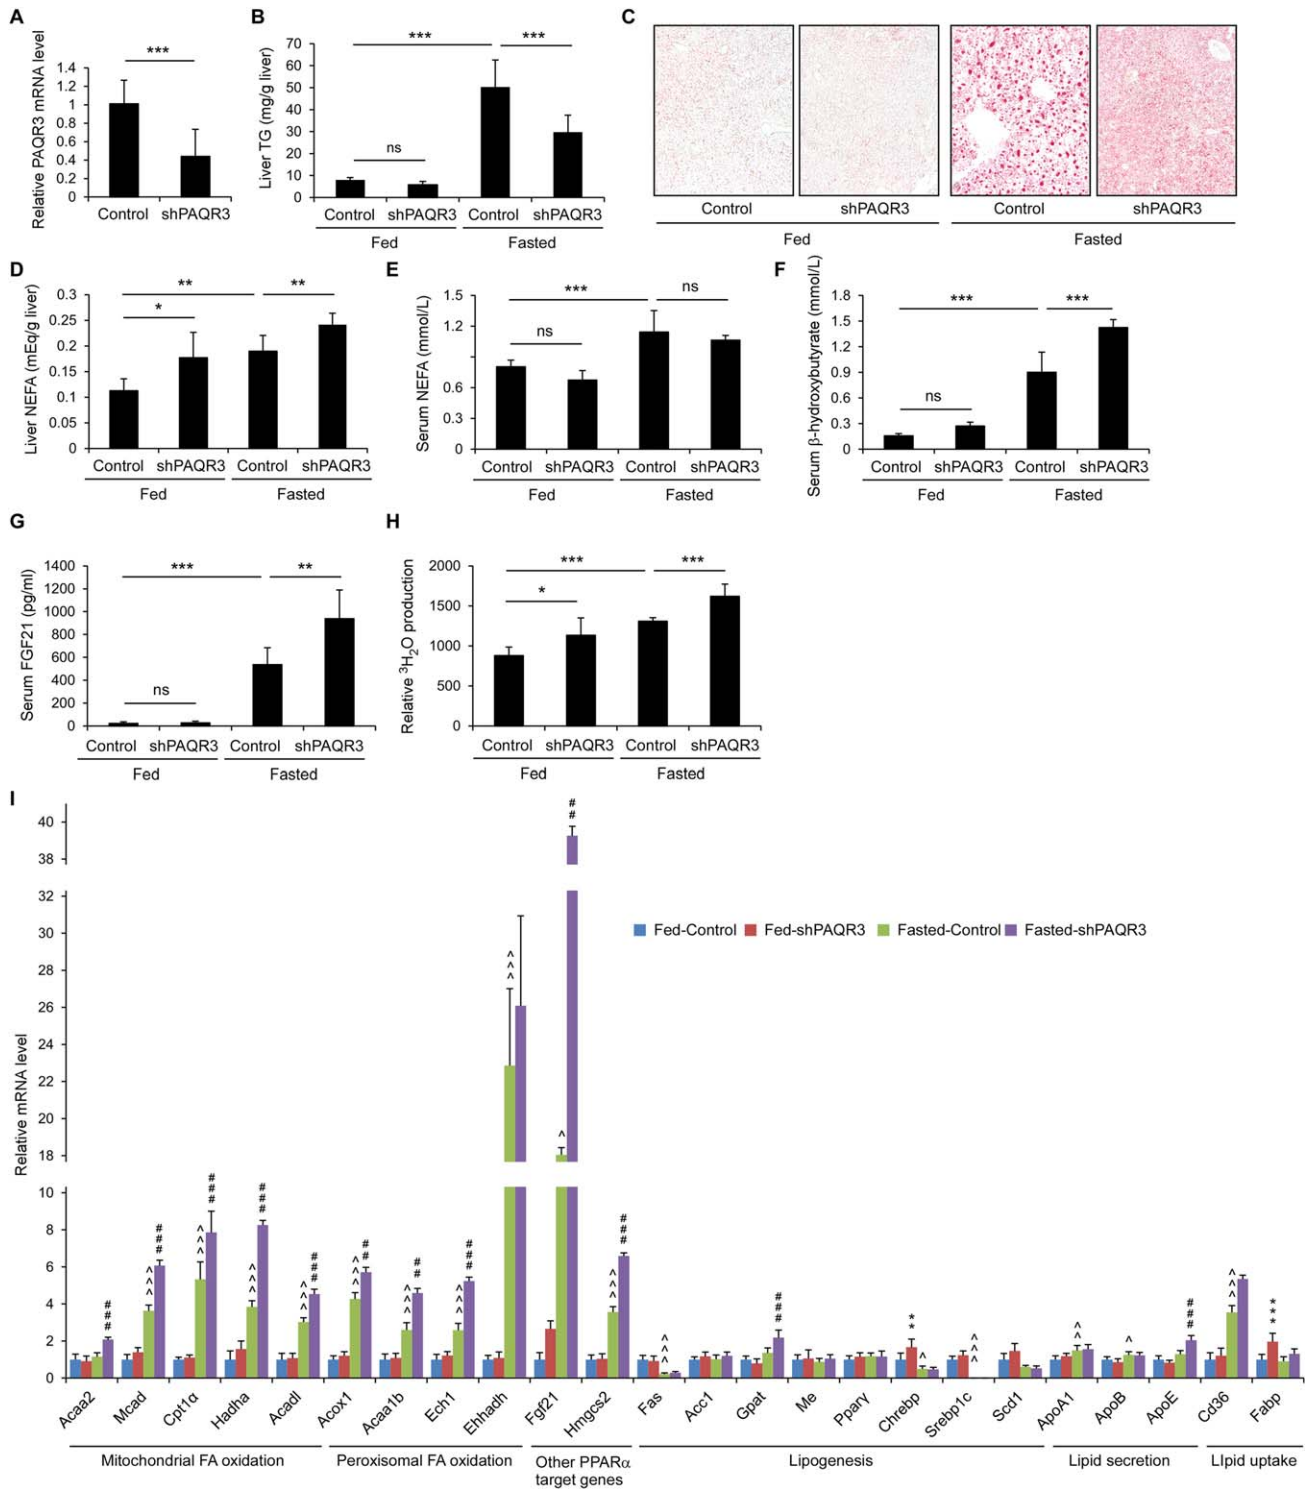 A
Relative PAQR3 mRNA level
1.4
1.2
1
0.8
0.6
0.4
0.2
0
***
Control
shPAQR3
B
Liver TG (mg/g liver)
70
60
50
40
30
20
10
0
***
***
ns
Control shPAQR3 Control shPAQR3
Fed Fasted
C
Control shPAQR3 Control shPAQR3
Fed Fasted
D
Liver NEFA (mEq/g liver)
0.3
0.25
0.2
0.15
0.1
0.05
0
** **
*
Control shPAQR3 Control shPAQR3
Fed Fasted
E
Serum NEFA (mmol/L)
1.5
1.2
0.6
0.3
0
*** ns
ns
Control shPAQR3 Control shPAQR3
Fed Fasted
F
Serum β-hydroxybutyrate (mmol/L)
1.8
1.5
1.2
0.9
0.6
0.3
0
*** ***
ns
Control shPAQR3 Control shPAQR3
Fed Fasted
G
Serum FGF21 (pg/ml)
1400
1200
1000
800
600
400
200
0
*** **
ns
Control shPAQR3 Control shPAQR3
Fed Fasted
H
Relative ³H₂O production
2000
1500
1000
500
0
*** ***
*
Control shPAQR3 Control shPAQR3
Fed Fasted
I
Relative mRNA level
40
38
32
30
28
26
24
22
20
18
10
8
6
4
2
0
Fed-Control Fed-shPAQR3 Fasted-Control Fasted-shPAQR3
###
^^^ ###
^^^ ###
^^^ ###
^^^ ###
^^^ ##
^^^ ##
^^^ ###
^^^
^ ##
^^^ ###
^^^
###
** ^
^^^
^^
^
###
^^^
***
Acaa2 Mcad Cpt1α Hadha Acadl Acox1 Acaa1b Ech1 Ehhadh Fgf21 Hmgcs2 Fas Acc1 Gpat Me Pparγ Chrebp Srebp1c Scd1 ApoA1 ApoB ApoE Cd36 Fabp
Mitochondrial FA oxidation Peroxisomal FA oxidation Other PPARα Lipogenesis Lipid secretion LIpid uptake
target genes